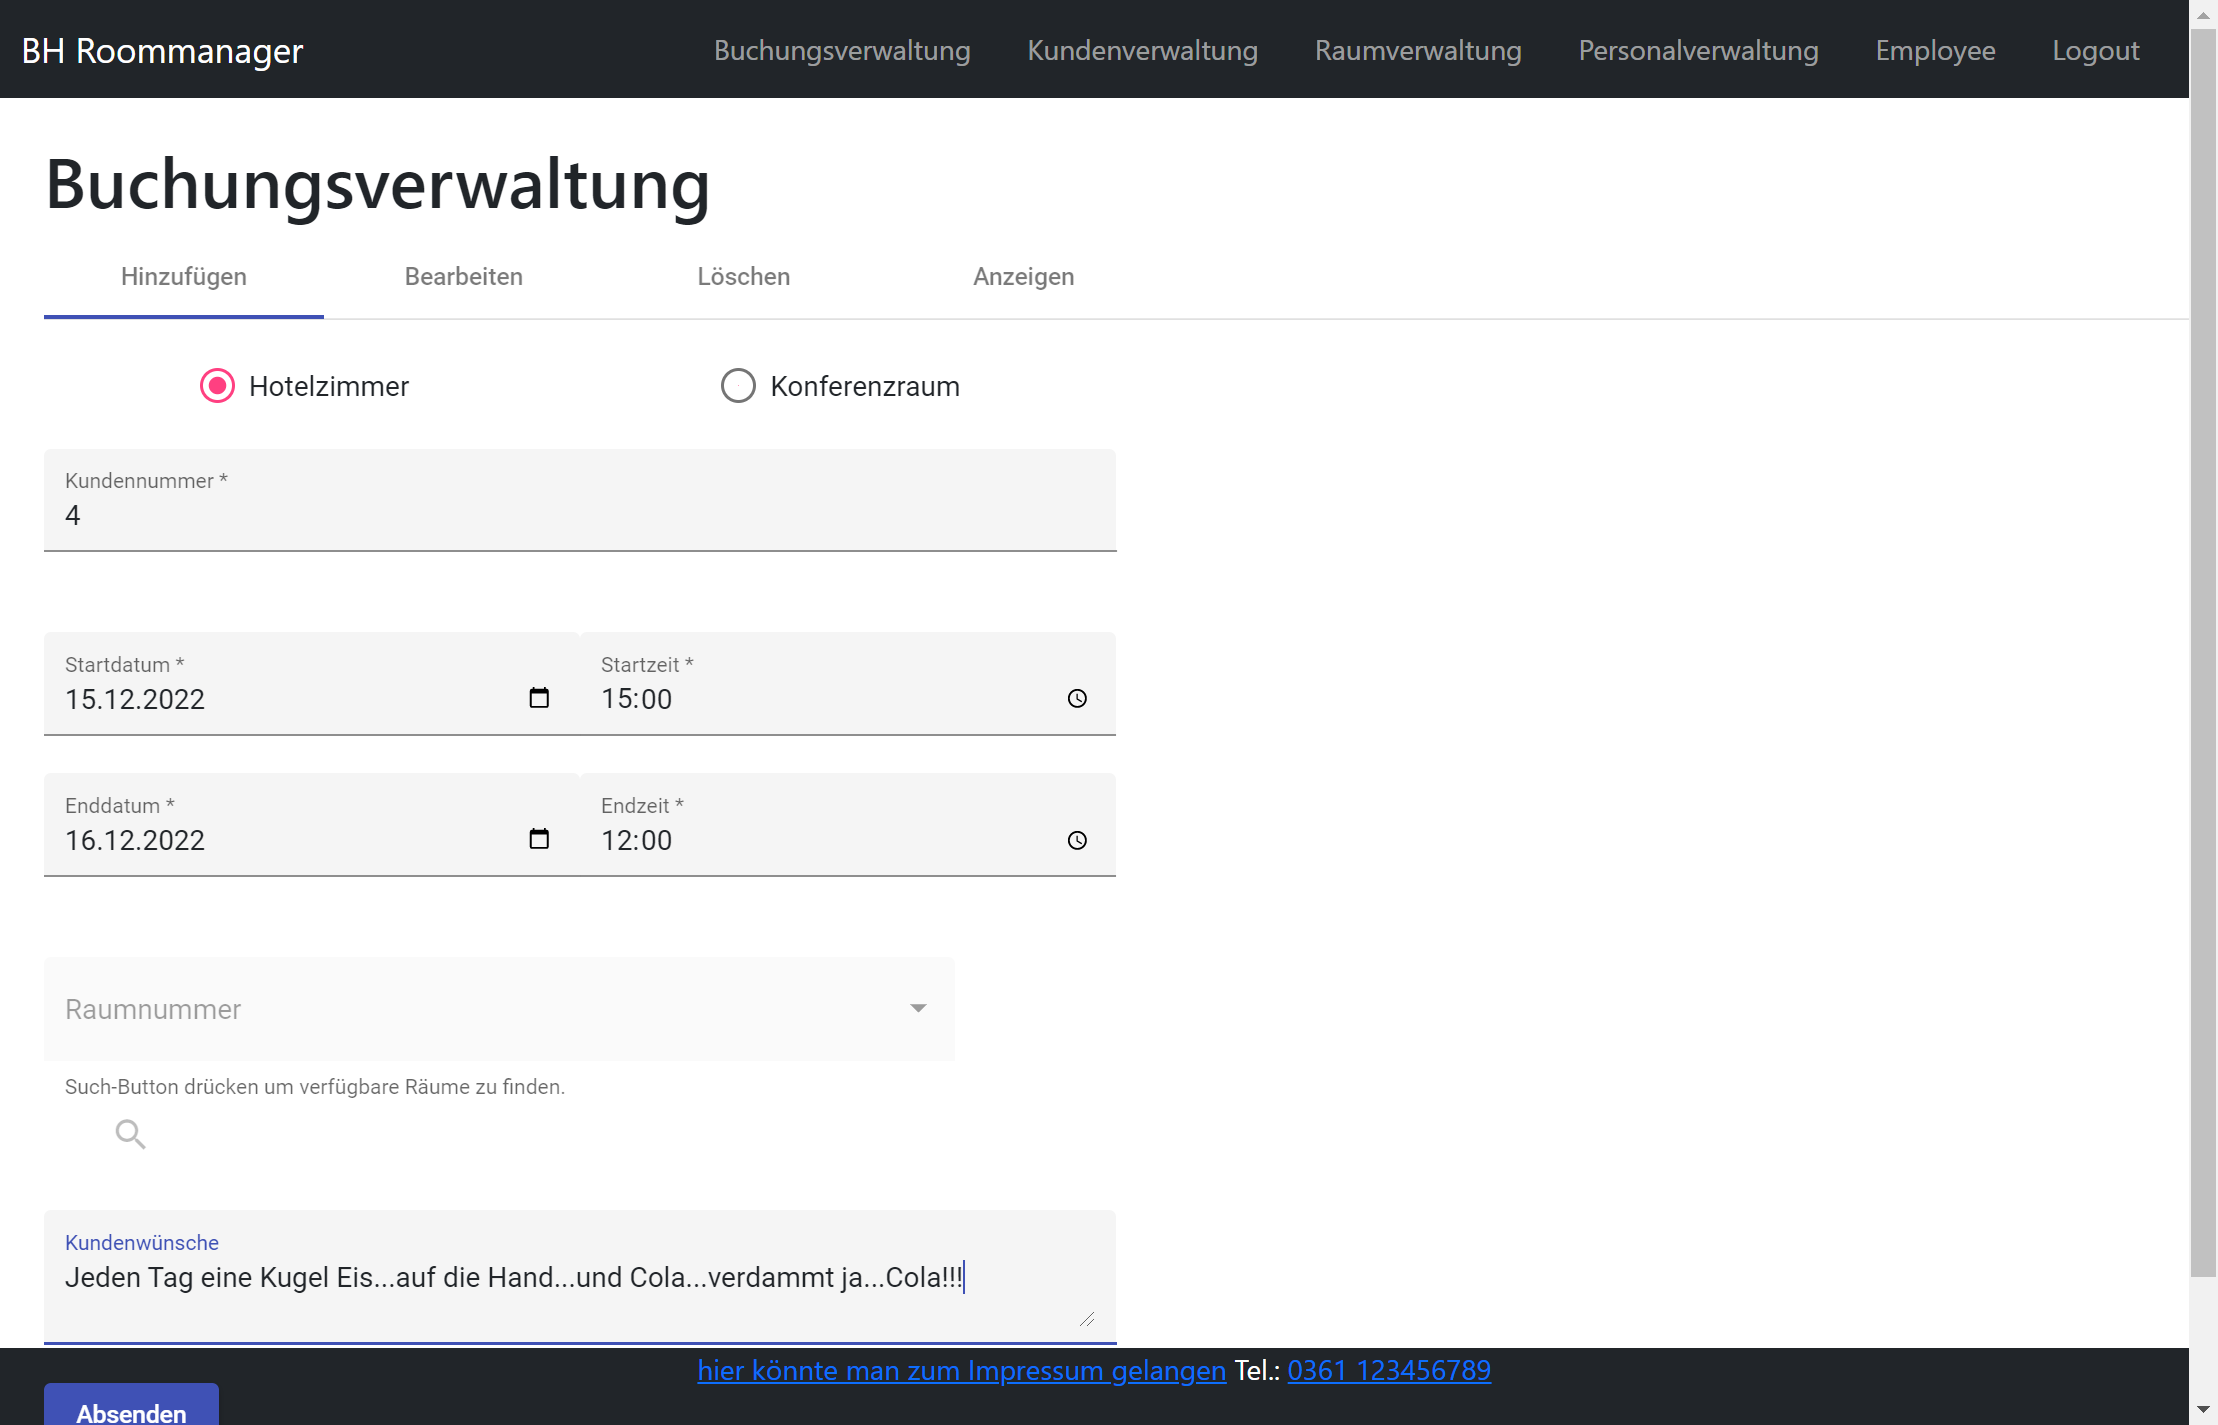 BH Roommanager Buchungsverwaltung Kundenverwaltung Raumverwaltung Personalverwaltung Employee Logout
Buchungsverwaltung
Hinzufügen Bearbeiten Löschen Anzeigen
Hotelzimmer Konferenzraum
Kundennummer *
4
Startdatum * Startzeit *
15.12.2022 15:00
Enddatum * Endzeit *
16.12.2022 12:00
Raumnummer
Such-Button drücken um verfügbare Räume zu finden.
Kundenwünsche
Jeden Tag eine Kugel Eis...auf die Hand...und Cola...verdammt ja...Cola!!!
hier könnte man zum Impressum gelangen Tel.: 0361 123456789
Absenden